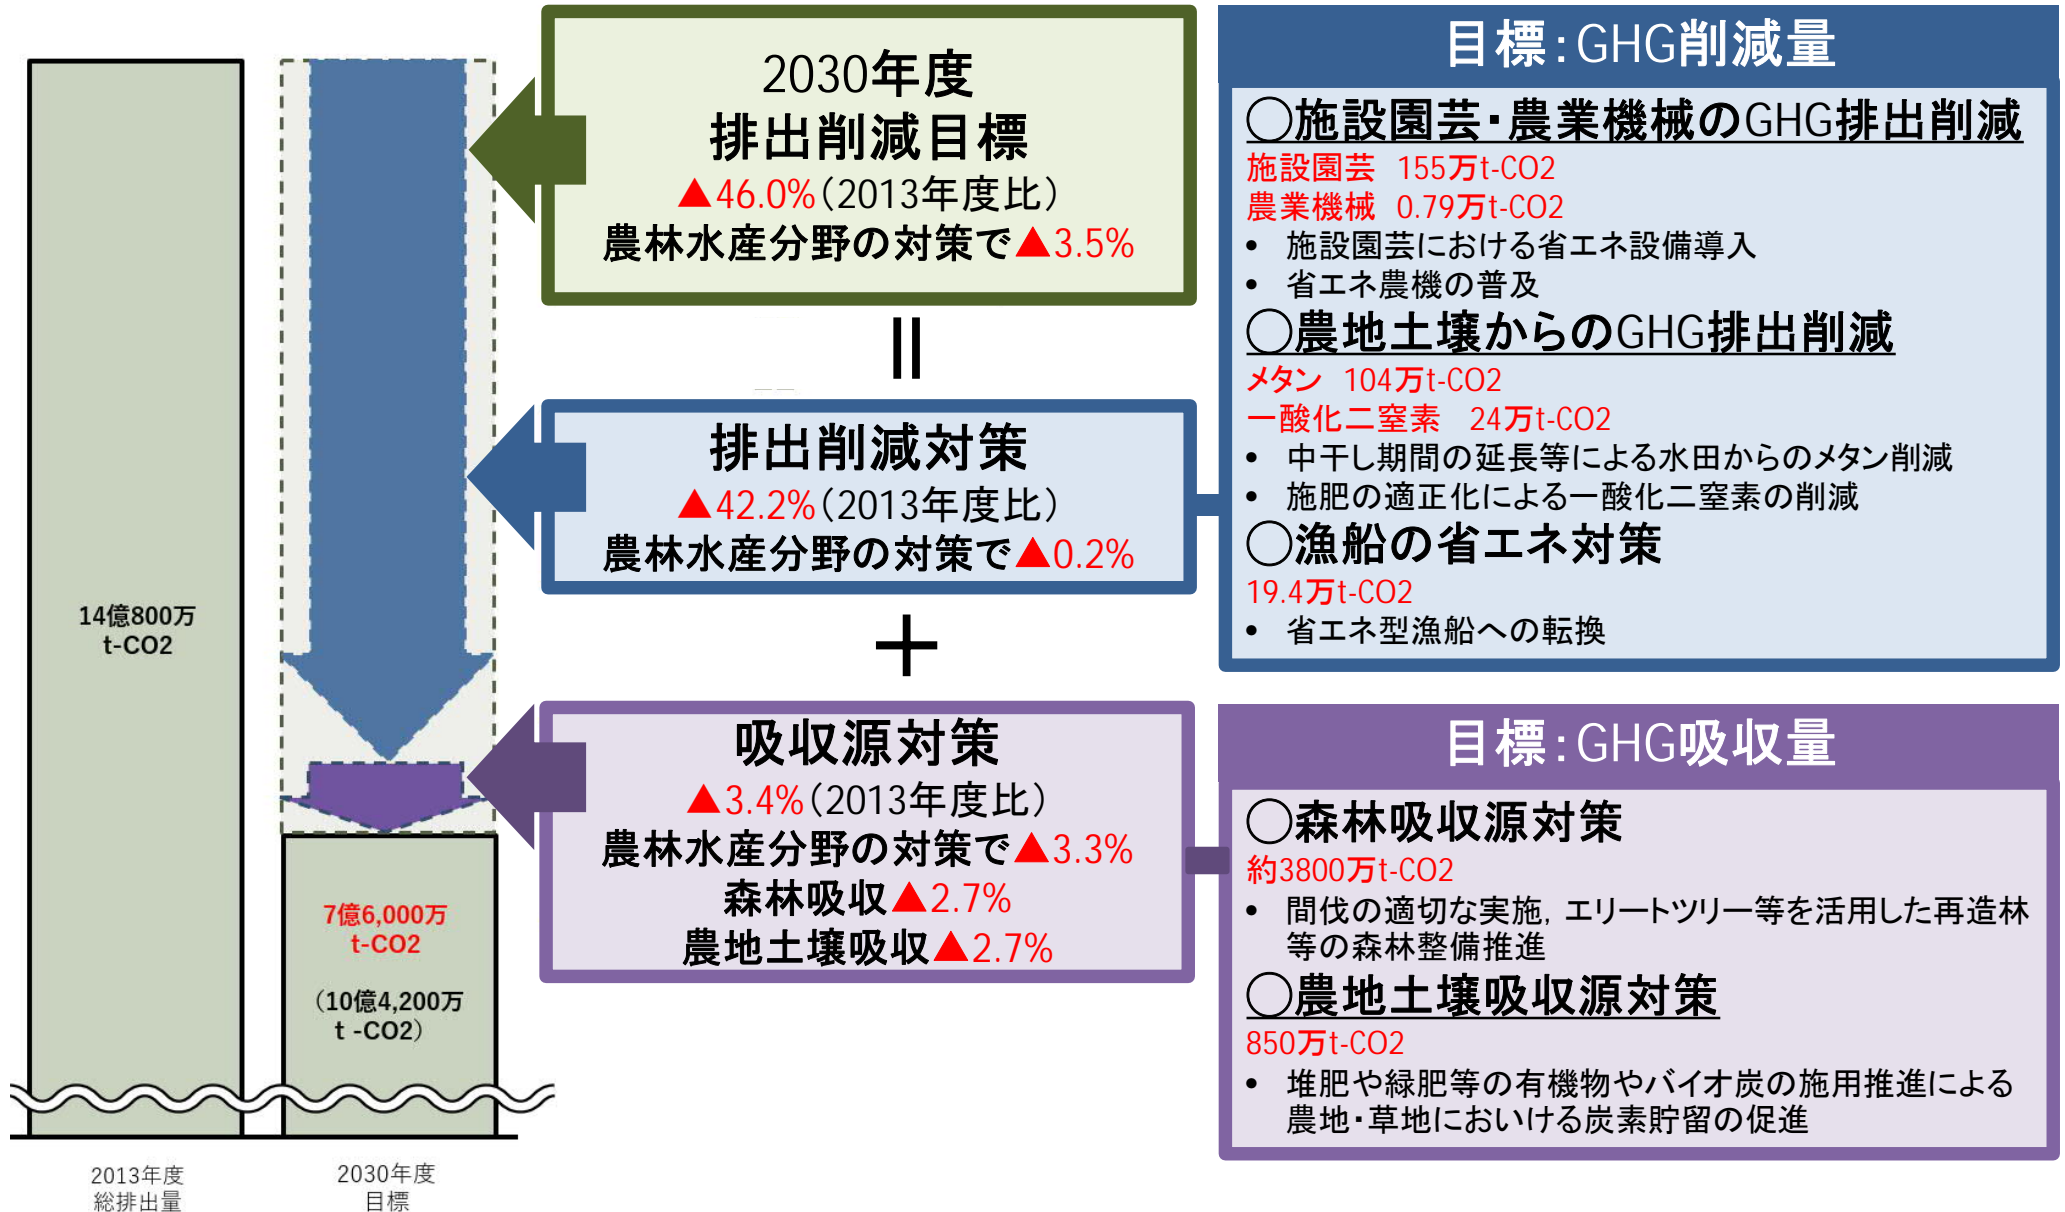 14億800万
t-CO2
7億6,000万
t-CO2
（10億4,200万
t -CO2）
2013年度
総排出量
2030年度
目標
2030年度
排出削減目標
▲46.0%（2013年度比）
農林水産分野の対策で▲3.5%
||
排出削減対策
▲42.2%（2013年度比）
農林水産分野の対策で▲0.2%
＋
吸収源対策
▲3.4%（2013年度比）
農林水産分野の対策で▲3.3%
森林吸収▲2.7%
農地土壌吸収▲2.7%
目標：GHG削減量
○施設園芸・農業機械のGHG排出削減
施設園芸 155万t-CO2
農業機械 0.79万t-CO2
• 施設園芸における省エネ設備導入
• 省エネ農機の普及
○農地土壌からのGHG排出削減
メタン 104万t-CO2
一酸化二窒素 24万t-CO2
• 中干し期間の延長等による水田からのメタン削減
• 施肥の適正化による一酸化二窒素の削減
○漁船の省エネ対策
19.4万t-CO2
• 省エネ型漁船への転換
目標：GHG吸収量
○森林吸収源対策
約3800万t-CO2
• 間伐の適切な実施，エリートツリー等を活用した再造林
等の森林整備推進
○農地土壌吸収源対策
850万t-CO2
• 堆肥や緑肥等の有機物やバイオ炭の施用推進による
農地・草地においける炭素貯留の促進